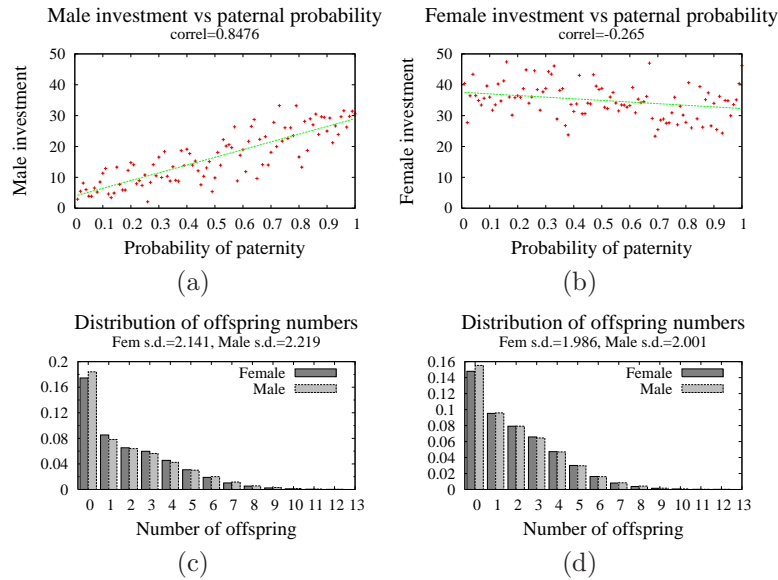 Male investment vs paternal probability
correl=0.8476
Male investment
50
40
30
20
10
0
0 0.1 0.2 0.3 0.4 0.5 0.6 0.7 0.8 0.9 1
Probability of paternity
(a)
Female investment vs paternal probability
correl=-0.265
Female investment
50
40
30
20
10
0
0 0.1 0.2 0.3 0.4 0.5 0.6 0.7 0.8 0.9 1
Probability of paternity
(b)
Distribution of offspring numbers
Fem s.d.=2.141, Male s.d.=2.219
Female
Male
0.2
0.16
0.12
0.08
0.04
0
0 1 2 3 4 5 6 7 8 9 10 11 12 13
Number of offspring
(c)
Distribution of offspring numbers
Fem s.d.=1.986, Male s.d.=2.001
Female
Male
0.16
0.14
0.12
0.1
0.08
0.06
0.04
0.02
0
0 1 2 3 4 5 6 7 8 9 10 11 12 13
Number of offspring
(d)